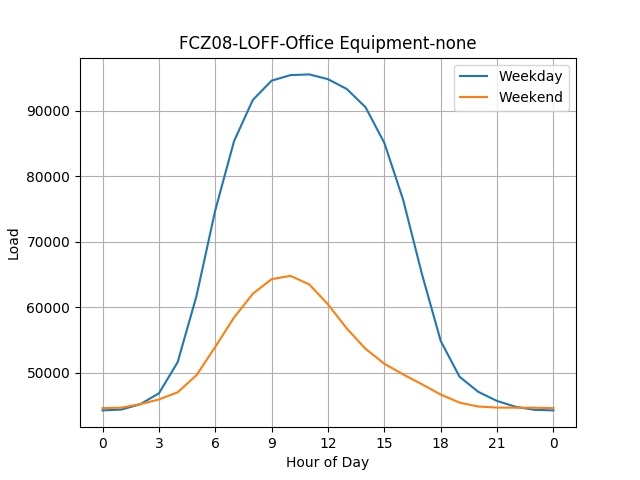 FCZ08-LOFF-Office Equipment-none
Weekday
Weekend
90000
80000
70000
60000
50000
Load
0 3 6 9 12 15 18 21 0
Hour of Day